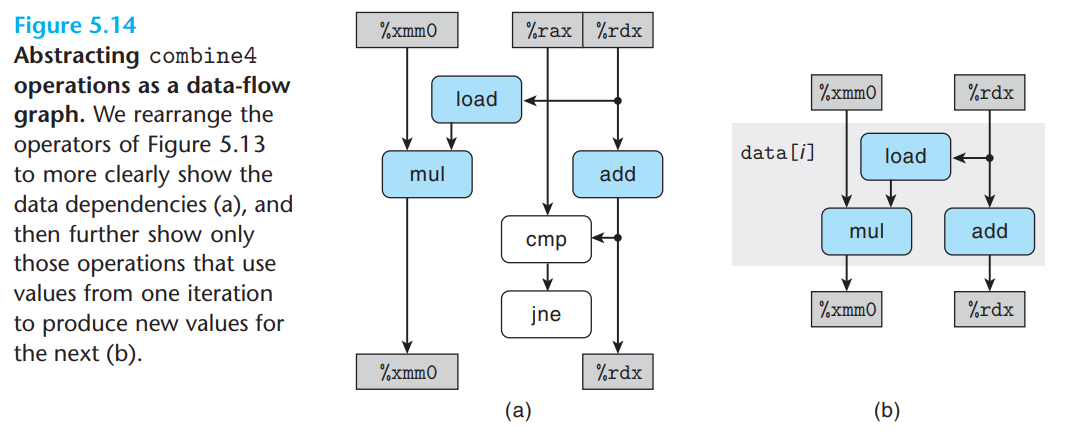 Figure 5.14
Abstracting combine4
operations as a data-flow
graph. We rearrange the
operators of Figure 5.13
to more clearly show the
data dependencies (a), and
then further show only
those operations that use
values from one iteration
to produce new values for
the next (b).
%xmm0 %rax %rdx
load
mul add
cmp
jne
%xmm0 %rdx
(a)
%xmm0 %rdx
data[i] load
mul add
%xmm0 %rdx
(b)